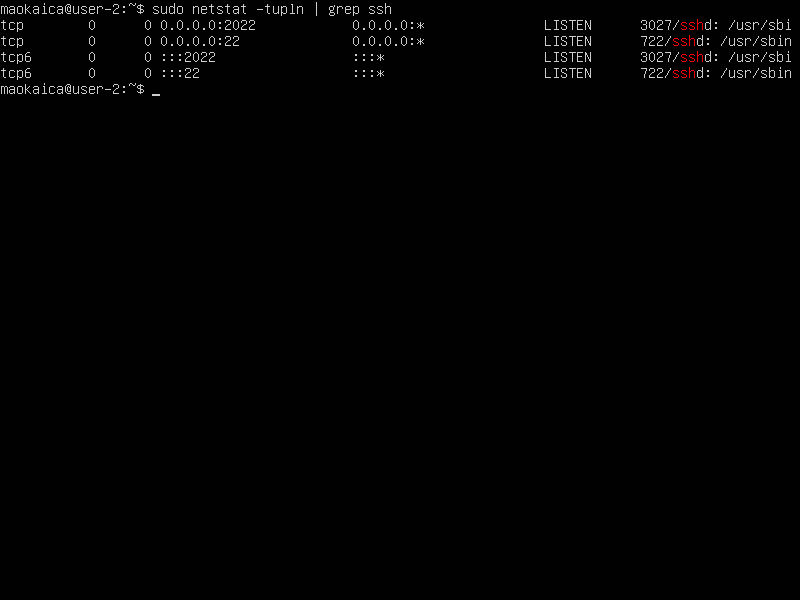 maokaica@user-2:~$ sudo netstat -tupln | grep ssh
tcp        0      0 0.0.0.0:2022            0.0.0.0:*               LISTEN      3027/sshd: /usr/sbi
tcp        0      0 0.0.0.0:22              0.0.0.0:*               LISTEN      722/sshd: /usr/sbin
tcp6       0      0 :::2022                 :::*                    LISTEN      3027/sshd: /usr/sbi
tcp6       0      0 :::22                   :::*                    LISTEN      722/sshd: /usr/sbin
maokaica@user-2:~$ _